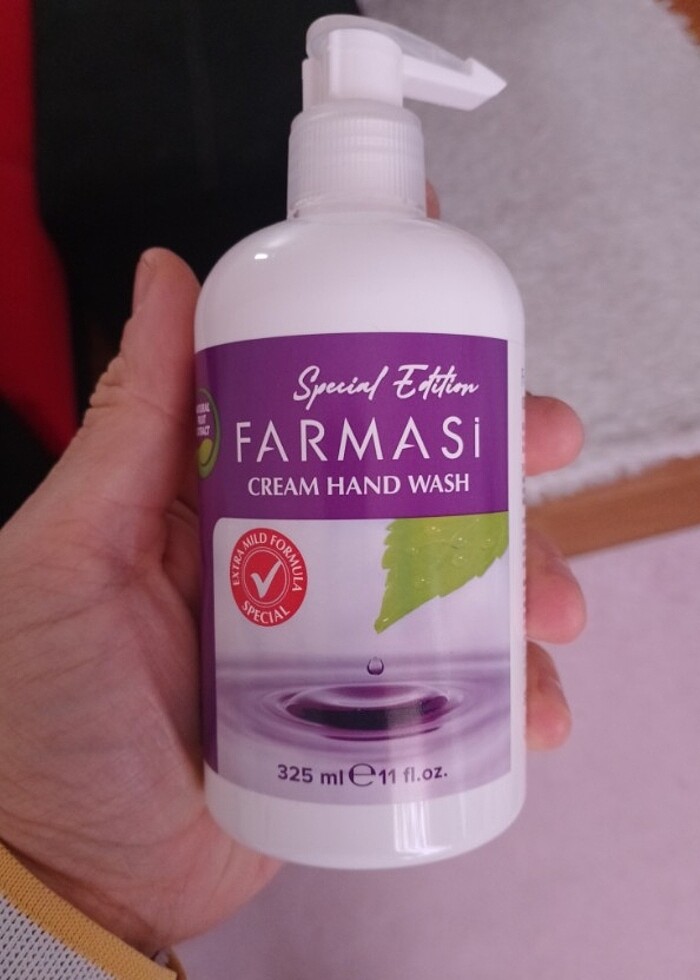 Special Edition
FARMASi
CREAM HAND WASH
EXTRA MILD FORMULA
SPECIAL
325 ml ℮ 11 fl.oz.